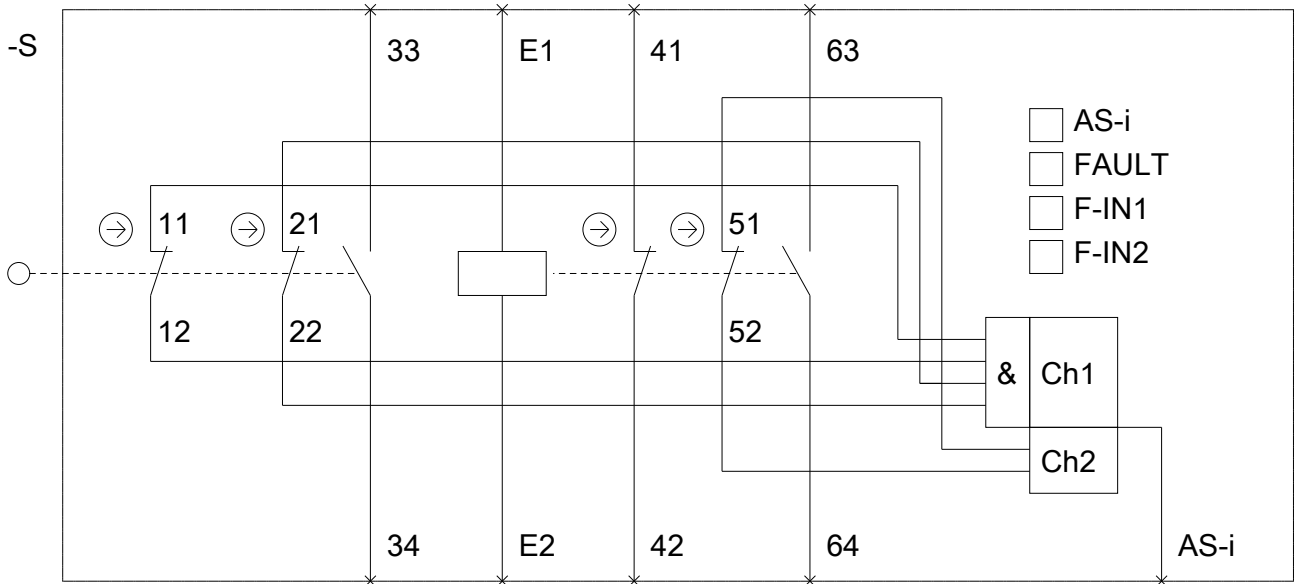 -S
33 E1 41 63
AS-i
FAULT
11 21 51 F-IN1
F-IN2
12 22 52
& Ch1
Ch2
34 E2 42 64 AS-i